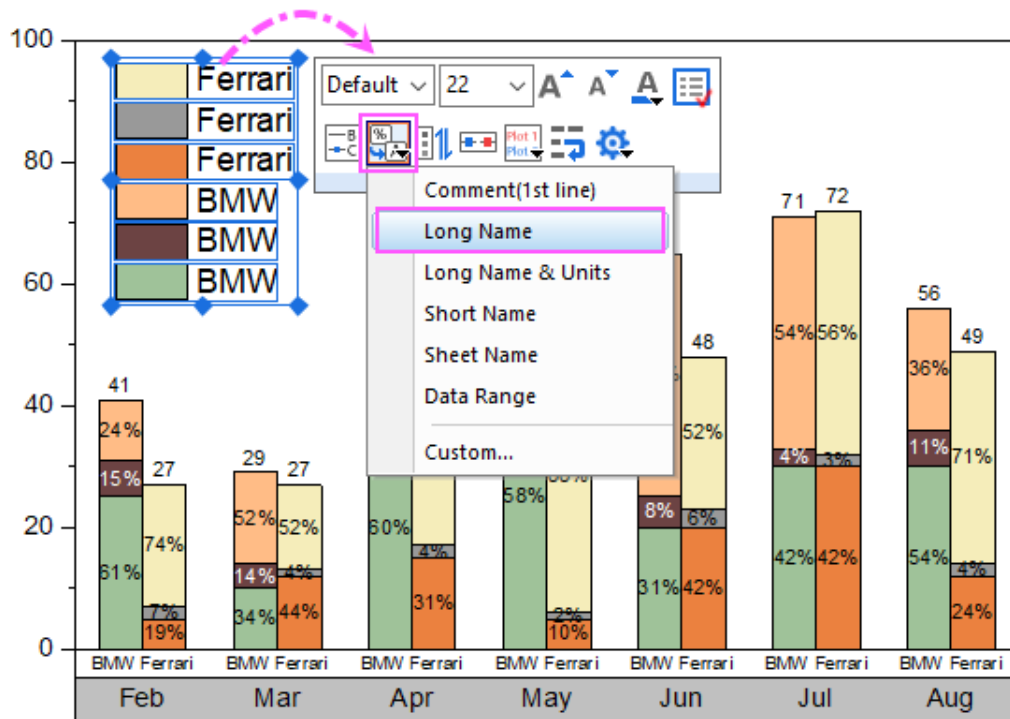 100
Ferrari
Default
22
A
A
A
Ferrari
B
C
%
A
Plot 1
Plot
80
Ferrari
Comment(1st line)
BMW
71
72
Long Name
BMW
60
BMW
Long Name & Units
56
Short Name
54%
56%
48
49
Sheet Name
36%
41
Data Range
40
24%
52%
Custom...
11%
71%
4%
3%
27
29
27
15%
58%
8%
6%
20
74%
52%
52%
60%
4%
61%
14%
4%
42%
42%
54%
4%
31%
42%
7%
34%
44%
31%
2%
24%
19%
10%
0
BMW Ferrari
BMW Ferrari
BMW Ferrari
BMW Ferrari
BMW Ferrari
BMW Ferrari
BMW Ferrari
Feb
Mar
Apr
May
Jun
Jul
Aug